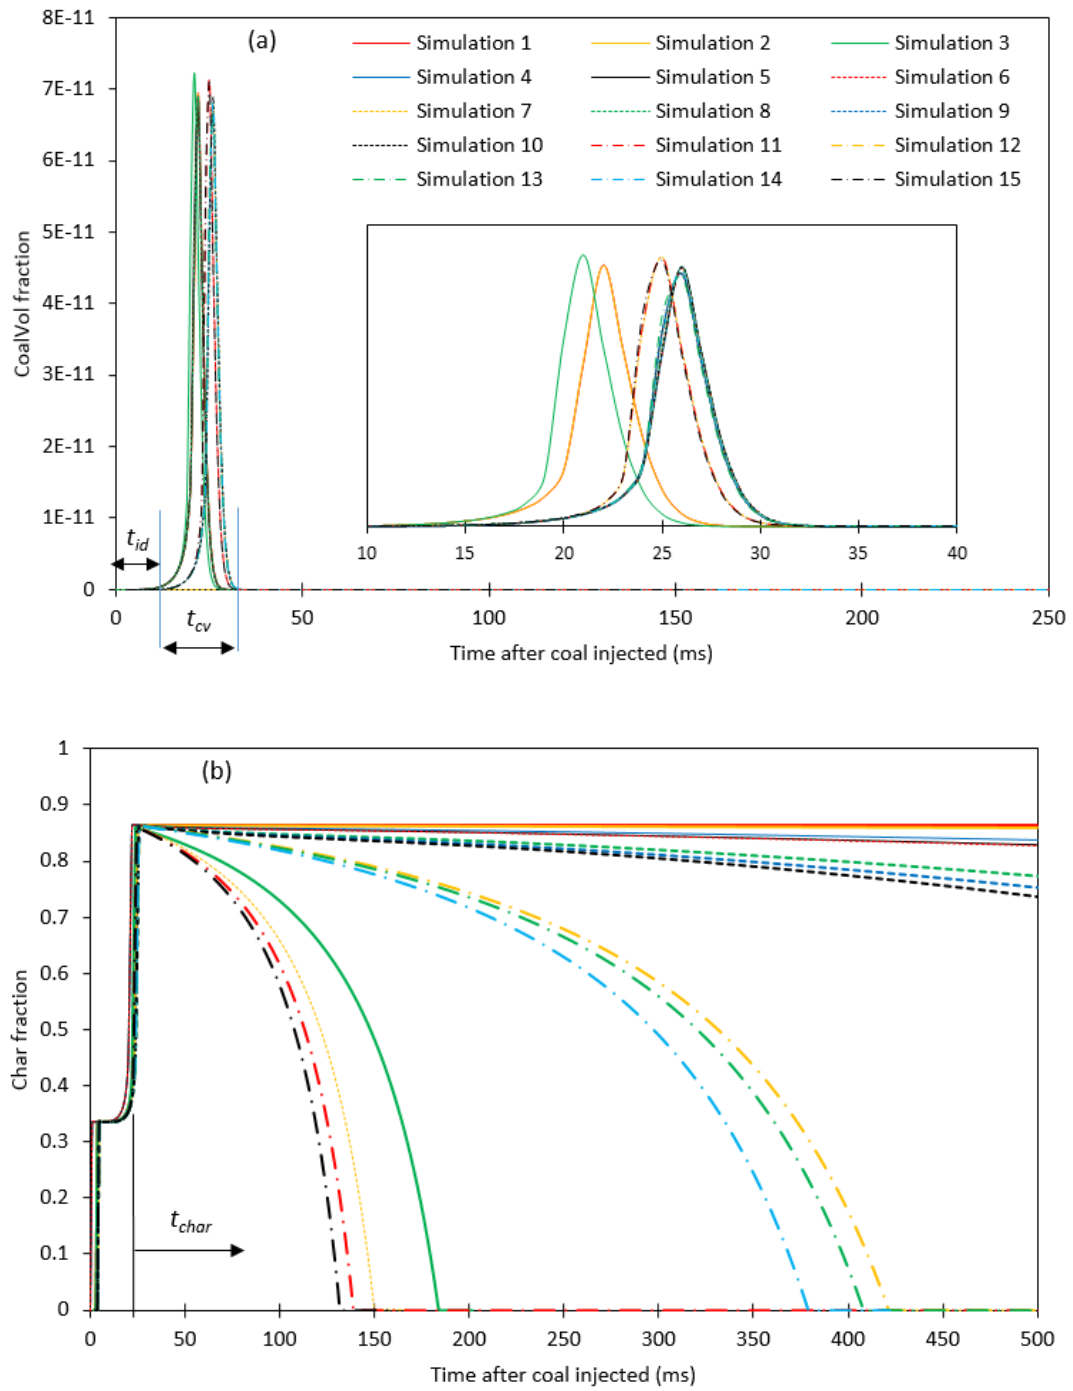 8E-11
(a)
Simulation 1 Simulation 2 Simulation 3
Simulation 4 Simulation 5 Simulation 6
Simulation 7 Simulation 8 Simulation 9
Simulation 10 Simulation 11 Simulation 12
Simulation 13 Simulation 14 Simulation 15
7E-11
6E-11
5E-11
4E-11
3E-11
2E-11
1E-11
0
CoalVol fraction
10 15 20 25 30 35 40
tid
tcv
0 50 100 150 200 250
Time after coal injected (ms)
(b)
1
0.9
0.8
0.7
0.6
0.5
0.4
0.3
0.2
0.1
0
Char fraction
tchar
0 50 100 150 200 250 300 350 400 450 500
Time after coal injected (ms)